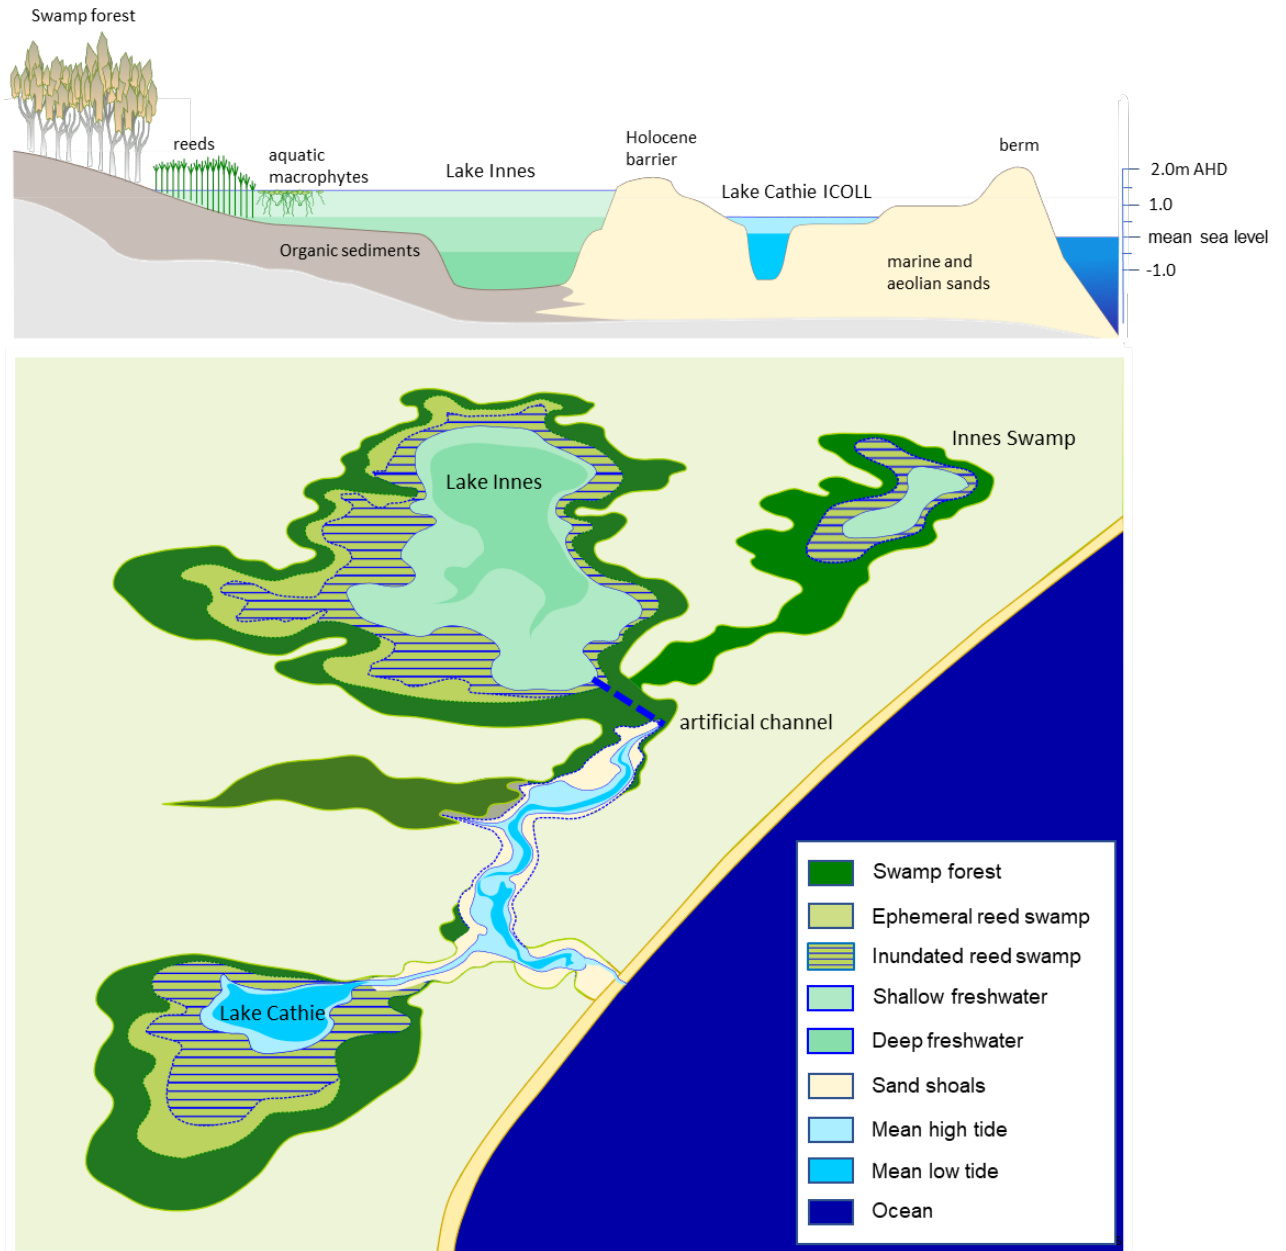 Swamp forest
reeds
aquatic
macrophytes
Lake Innes
Holocene
barrier
Lake Cathie ICOLL
berm
2.0m AHD
1.0
mean sea level
-1.0
Organic sediments
marine and
aeolian sands
Innes Swamp
Lake Innes
artificial channel
Lake Cathie
Swamp forest
Ephemeral reed swamp
Inundated reed swamp
Shallow freshwater
Deep freshwater
Sand shoals
Mean high tide
Mean low tide
Ocean